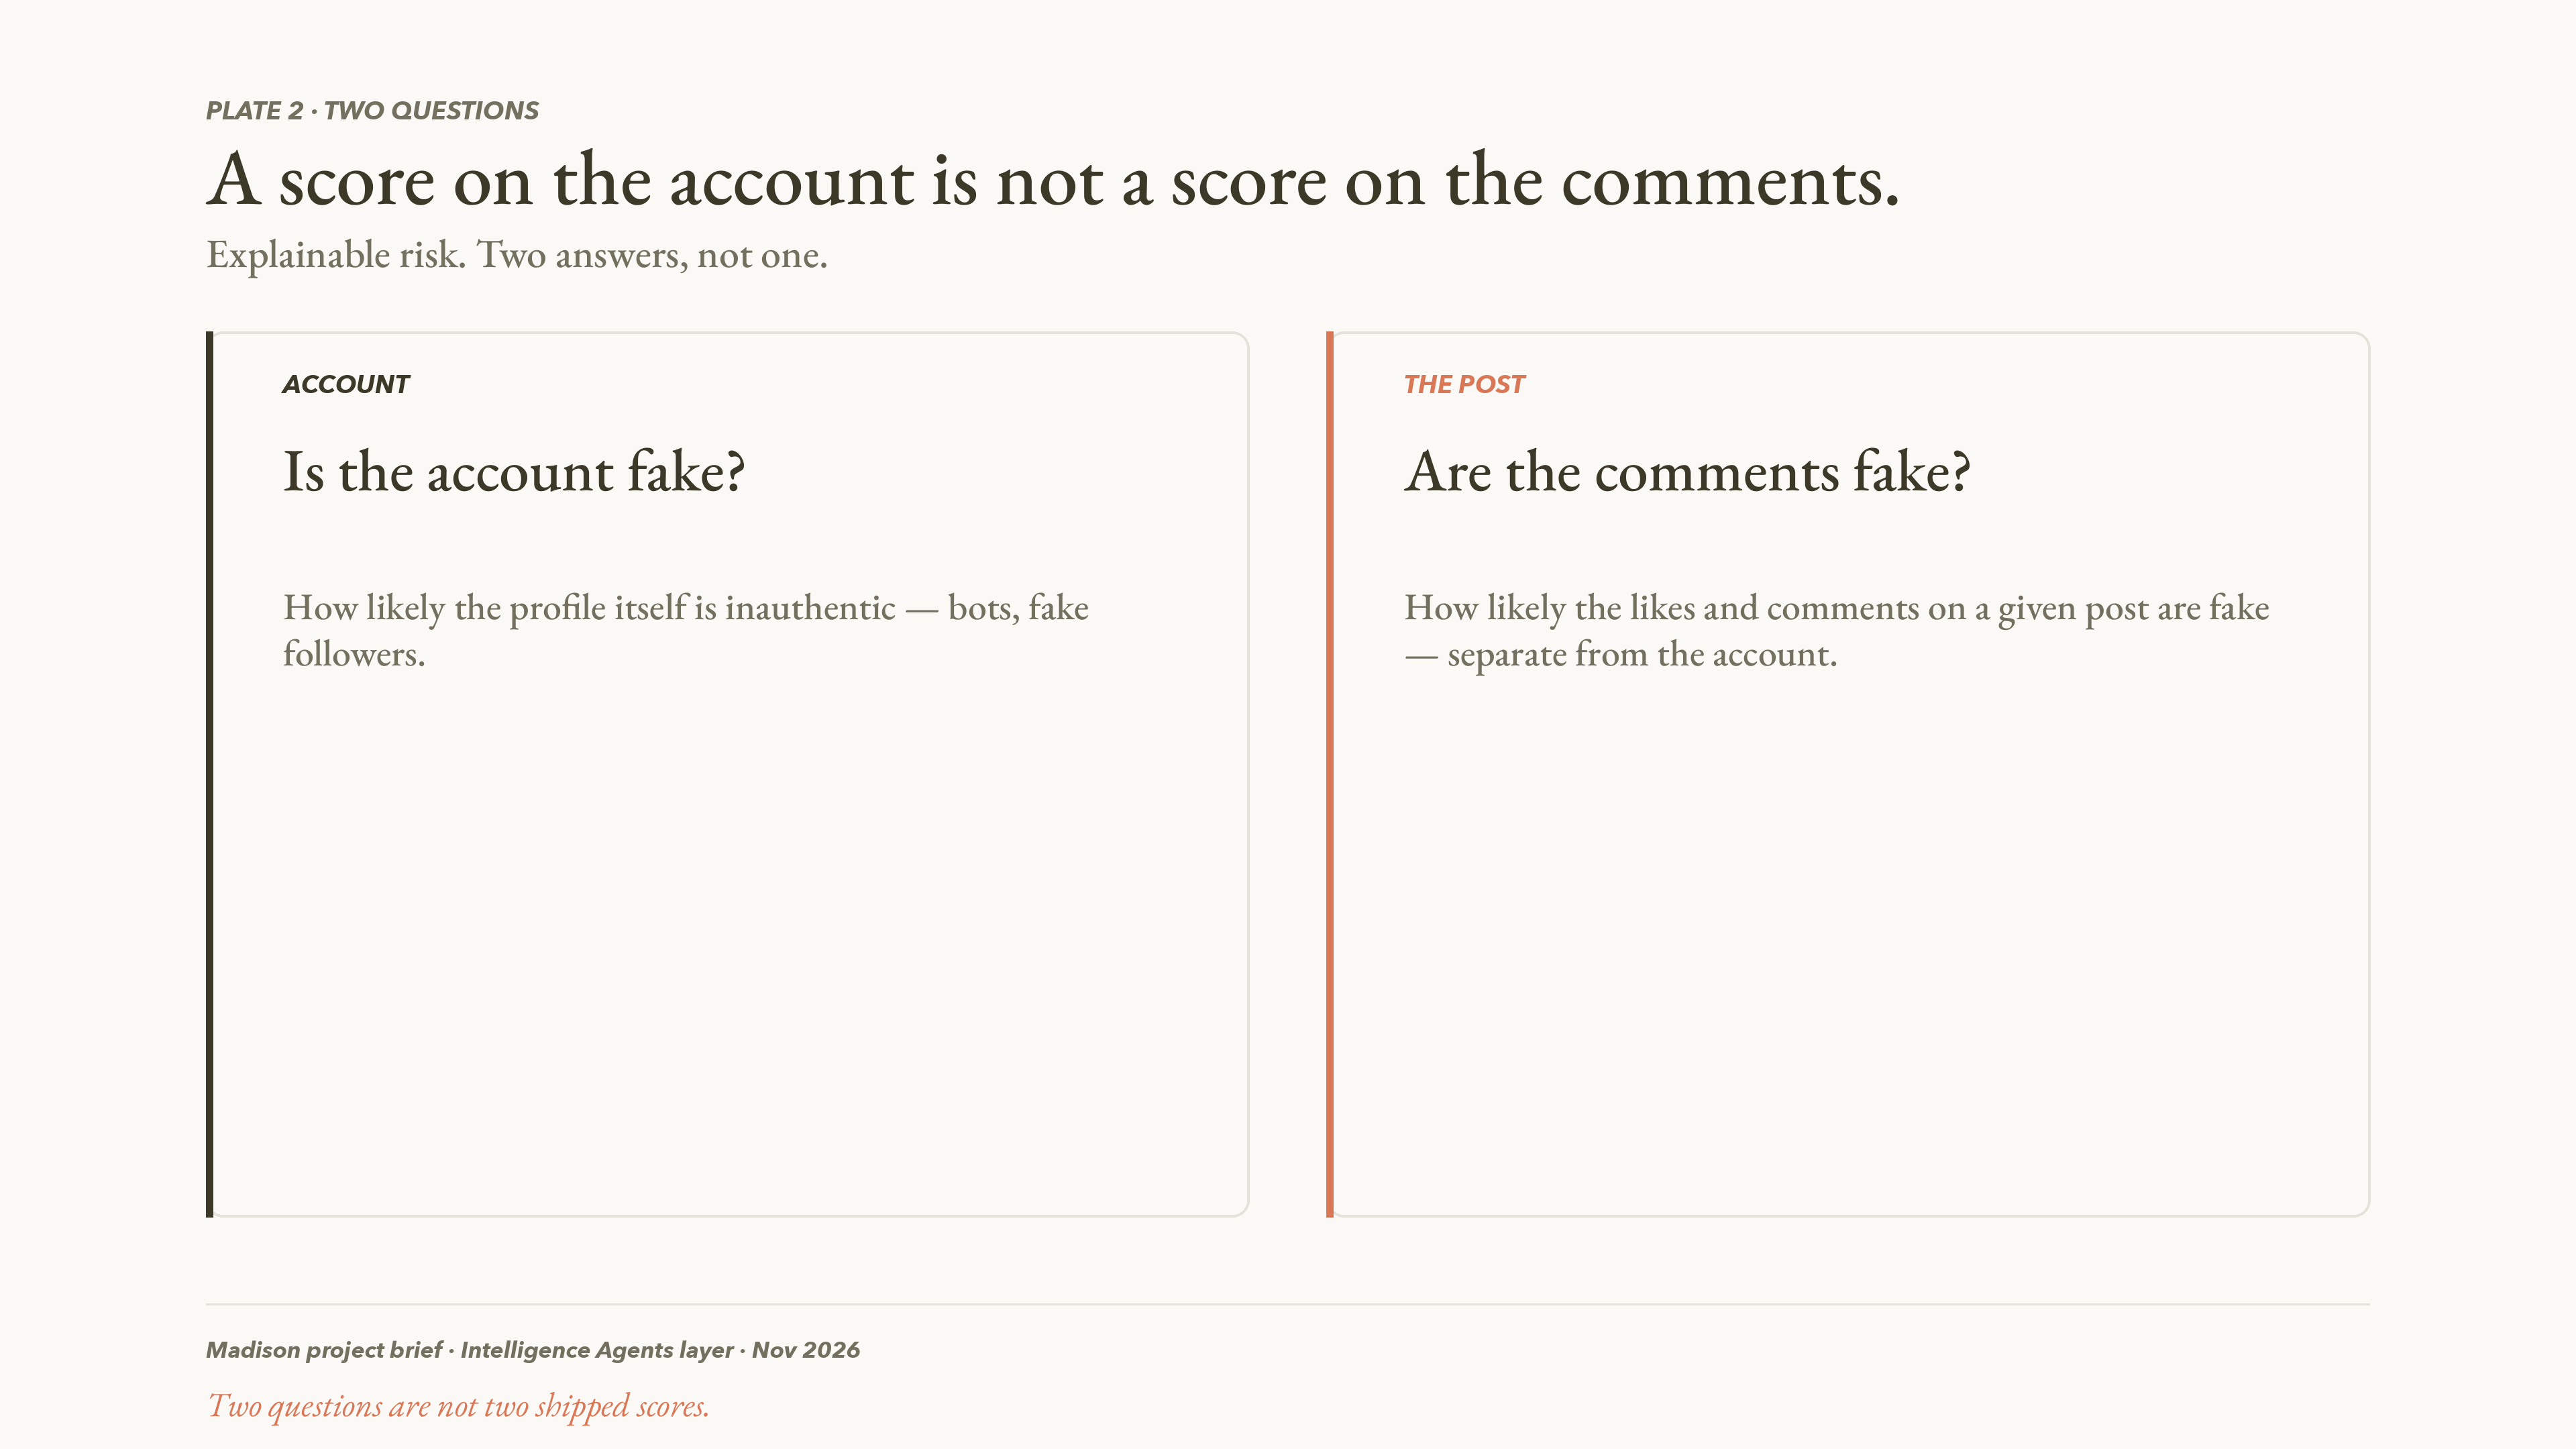 PLATE 2 · TWO QUESTIONS
A score on the account is not a score on the comments.
Explainable risk. Two answers, not one.
ACCOUNT
Is the account fake?
How likely the profile itself is inauthentic — bots, fake
followers.
THE POST
Are the comments fake?
How likely the likes and comments on a given post are fake
— separate from the account.
Madison project brief · Intelligence Agents layer · Nov 2026
Two questions are not two shipped scores.